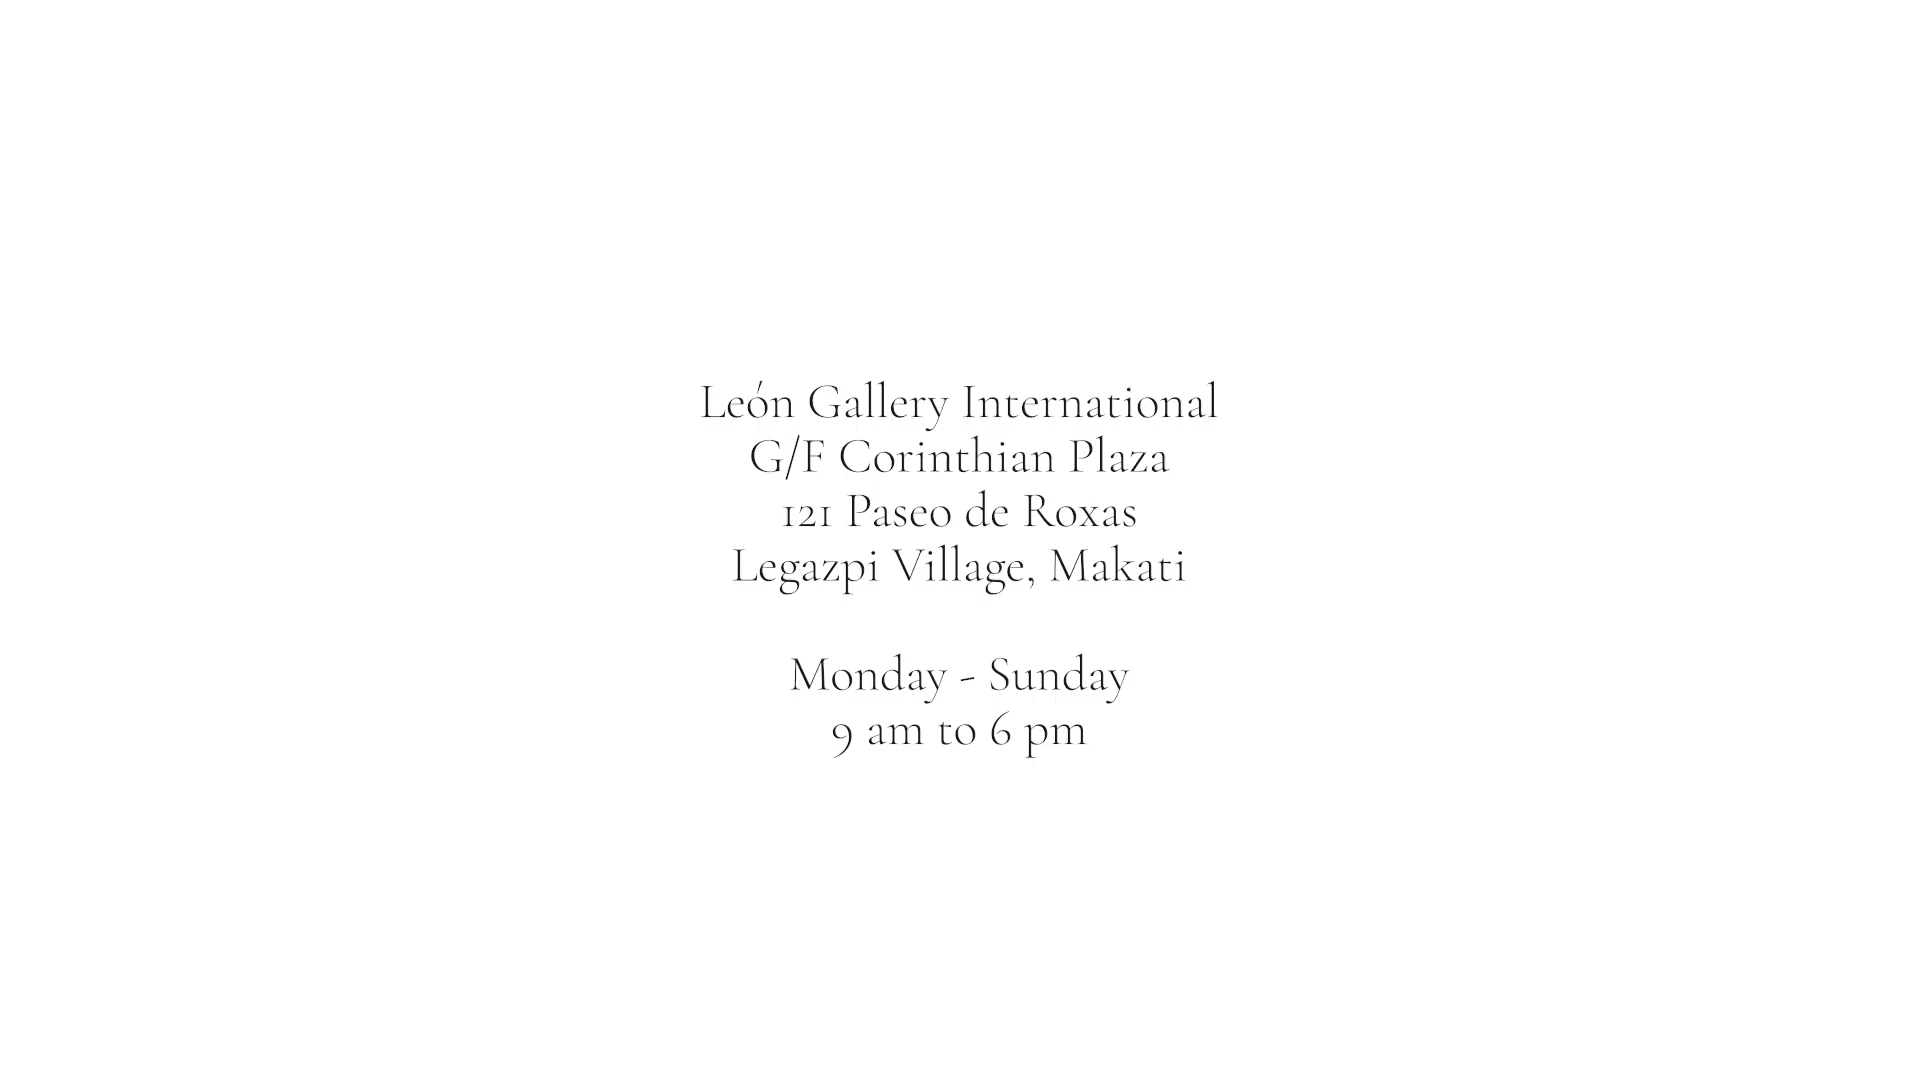 León Gallery International
G/F Corinthian Plaza
121 Paseo de Roxas
Legazpi Village, Makati
Monday - Sunday
9 am to 6 pm